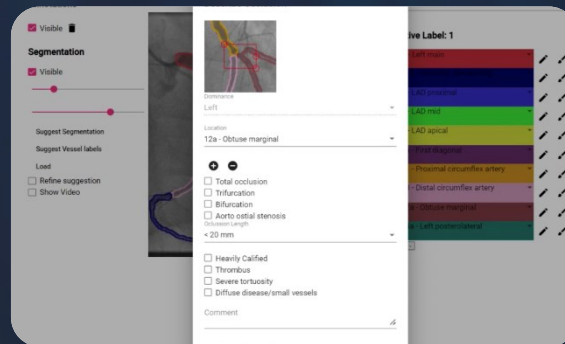 Visible
Segmentation
Visible
Suggest Segmentation
Suggest Vessel labels
Load
Refine suggestion
Show Video
Dominance
Left
Location
12a - Obtuse marginal
Total occlusion
Trifurcation
Bifurcation
Aorto ostial stenosis
Oclussion Length
< 20 mm
Heavily Calified
Thrombus
Severe tortuosity
Diffuse disease/small vessels
Comment
tive Label: 1
- Left main
- LAD proximal
- LAD mid
- LAD apical
- First diagonal
- Proximal circumflex artery
- Distal circumflex artery
- Obtuse marginal
- Left posterolateral